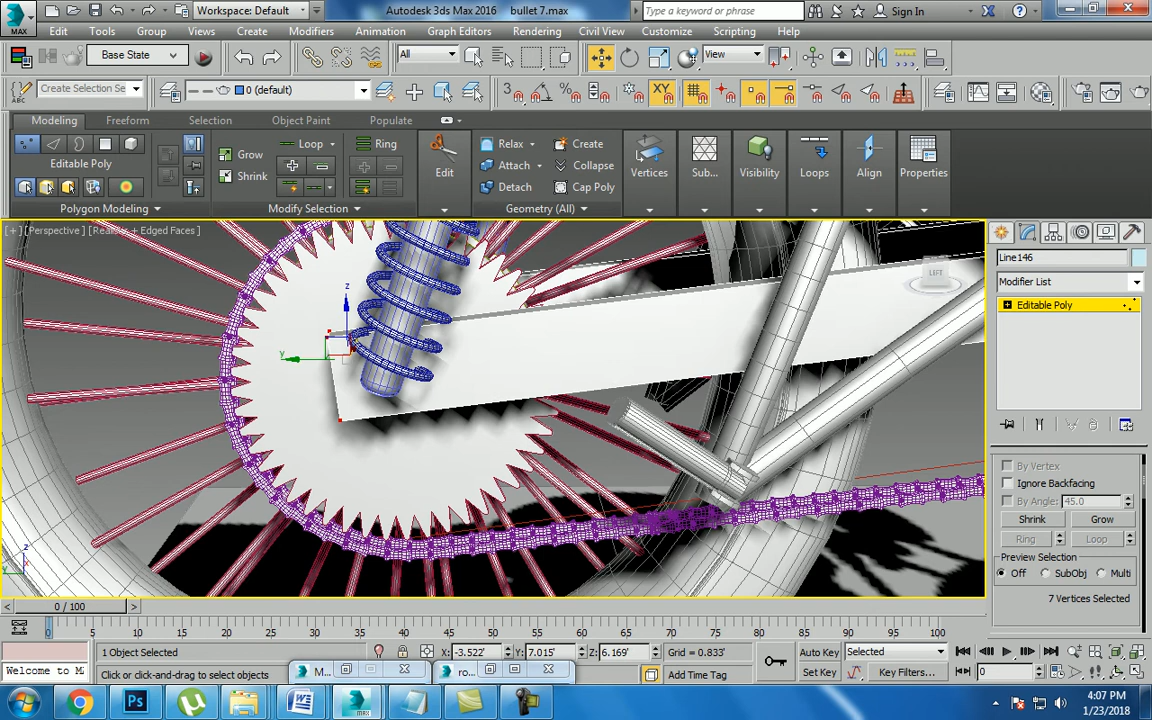 MAX
Workspace: Default
Autodesk 3ds Max 2016 bullet 7.max
Type a keyword or phrase
Sign In
Edit Tools Group Views Create Modifiers Animation Graph Editors Rendering Civil View Customize Scripting Help
Base State
All
View
ABC
Create Selection Se
0 (default)
3
XY
Modeling Freeform Selection Object Paint Populate
Editable Poly
Polygon Modeling
Grow
Shrink
Loop
Ring
Modify Selection
Edit
Relax
Attach
Detach
Create
Collapse
Cap Poly
Geometry (All)
Vertices
Sub...
Visibility
Loops
Align
Properties
[+] [Perspective] [Realistic + Edged Faces]
z
y
LEFT
z
y
x
Line146
Modifier List
Editable Poly
By Vertex
Ignore Backfacing
By Angle: 45.0
Shrink Grow
Ring Loop
Preview Selection
Off SubObj Multi
7 Vertices Selected
0 / 100
0 5 10 15 20 25 30 35 40 45 50 55 60 65 70 75 80 85 90 95 100
1 Object Selected
X: -3.522' Y: 7.015' Z: 6.169' Grid = 0.833'
Auto Key Selected
Welcome to M
Click or click-and-drag to select objects
M...
ro...
Add Time Tag
Set Key Key Filters...
0
Ps
W
MAX
4:07 PM
1/23/2018